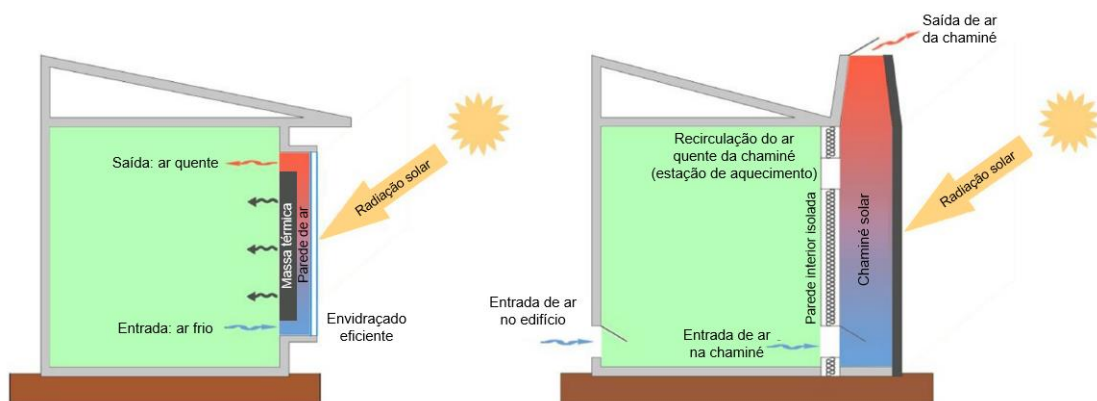 Saída: ar quente
Massa térmica
Parede de ar
Radiação solar
Entrada: ar frio
Envidraçado
eficiente
Saída de ar
da chaminé
Recirculação do ar
quente da chaminé
(estação de aquecimento)
Parede interior isolada
Chaminé solar
Radiação solar
Entrada de ar
no edifício
Entrada de ar
na chaminé